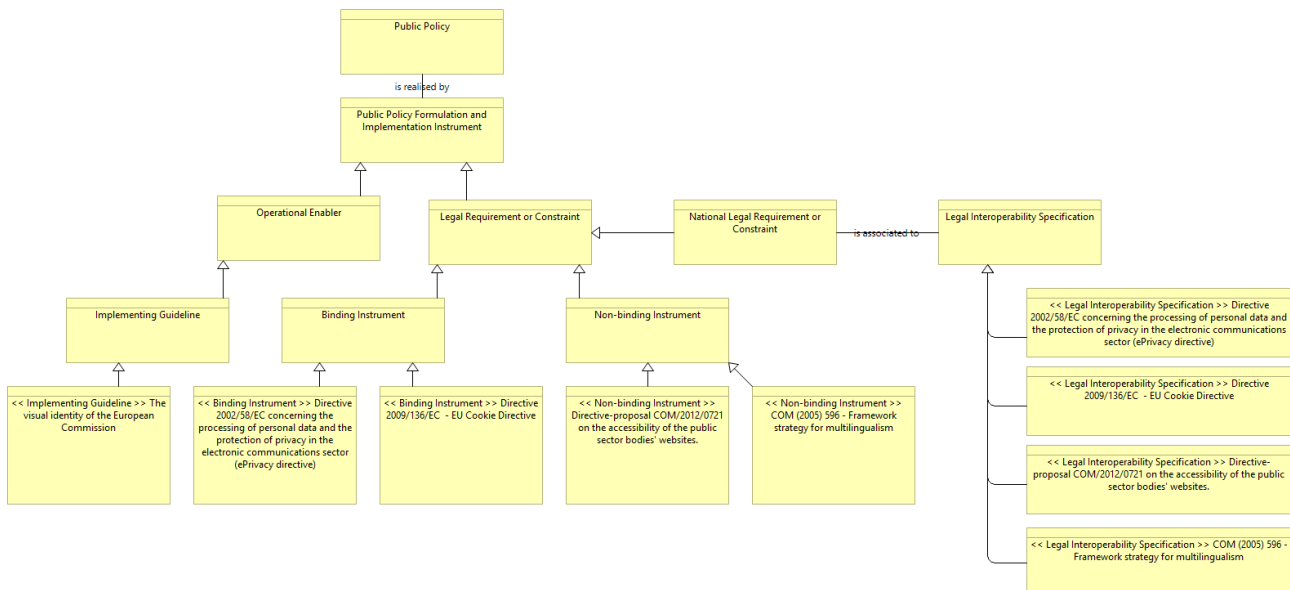 Public Policy
is realised by
Public Policy Formulation and
Implementation Instrument
Operational Enabler
Legal Requirement or Constraint
National Legal Requirement or
Constraint
is associated to
Legal Interoperability Specification
Implementing Guideline
Binding Instrument
Non-binding Instrument
<< Legal Interoperability Specification >> Directive
2002/58/EC concerning the processing of personal data and
the protection of privacy in the electronic communications
sector (ePrivacy directive)
<< Legal Interoperability Specification >> Directive
2009/136/EC  - EU Cookie Directive
<< Legal Interoperability Specification >> Directive-
proposal COM/2012/0721 on the accessibility of the public
sector bodies' websites.
<< Legal Interoperability Specification >> COM (2005) 596 -
Framework strategy for multilingualism
<< Implementing Guideline >> The
visual identity of the European
Commission
<< Binding Instrument >> Directive
2002/58/EC concerning the
processing of personal data and the
protection of privacy in the
electronic communications sector
(ePrivacy directive)
<< Binding Instrument >> Directive
2009/136/EC  - EU Cookie Directive
<< Non-binding Instrument >>
Directive-proposal COM/2012/0721
on the accessibility of the public
sector bodies' websites.
<< Non-binding Instrument >>
COM (2005) 596 - Framework
strategy for multilingualism